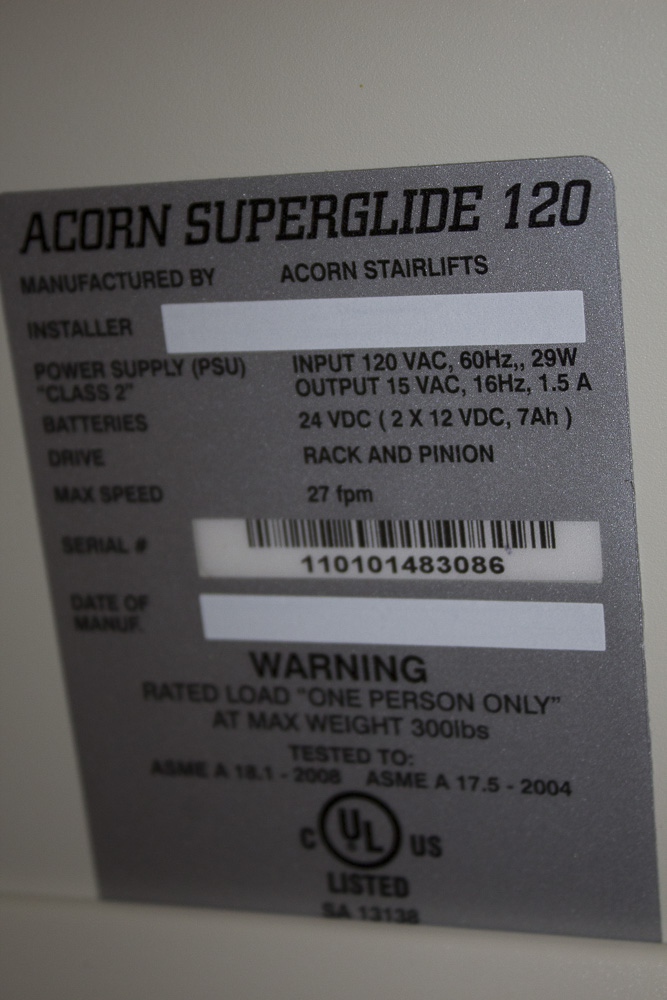 ACORN SUPERGLIDE 120
MANUFACTURED BY ACORN STAIRLIFTS
INSTALLER
POWER SUPPLY (PSU) INPUT 120 VAC, 60Hz,, 29W
"CLASS 2" OUTPUT 15 VAC, 16Hz, 1.5 A
BATTERIES 24 VDC ( 2 X 12 VDC, 7Ah )
DRIVE RACK AND PINION
MAX SPEED 27 fpm
SERIAL # 110101483086
DATE OF
MANUF.
WARNING
RATED LOAD "ONE PERSON ONLY"
AT MAX WEIGHT 300lbs
TESTED TO:
ASME A 18.1 - 2008 ASME A 17.5 - 2004
C UL US
LISTED
SA 13138